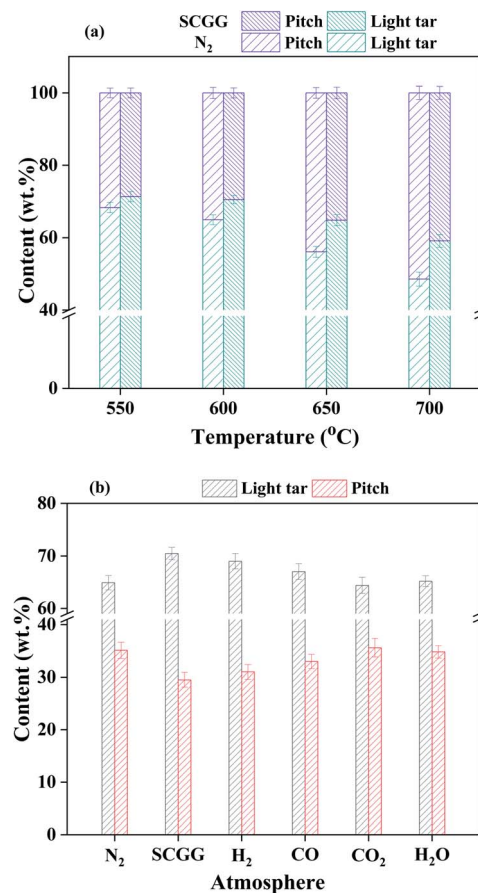 (a)
SCGG Pitch Light tar
N₂ Pitch Light tar
100
80
60
40
0
Content (wt.%)
550 600 650 700
Temperature (°C)
(b)
Light tar Pitch
80
70
60
40
30
20
10
0
Content (wt.%)
N₂ SCGG H₂ CO CO₂ H₂O
Atmosphere